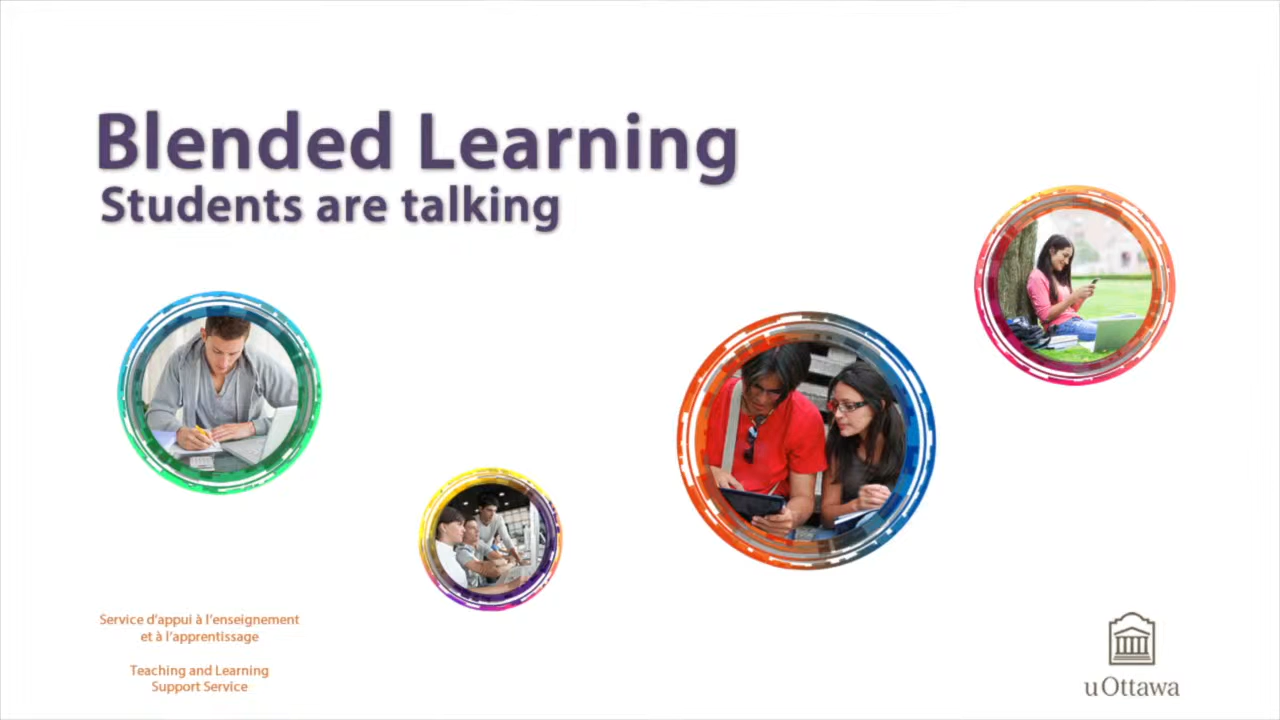 Blended Learning
Students are talking
Service d'appui à l'enseignement
et à l'apprentissage
Teaching and Learning
Support Service
uOttawa